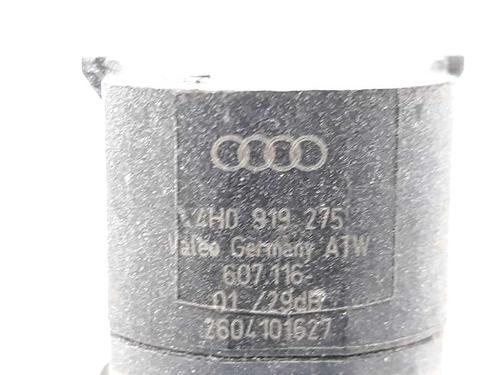 4H0 919 275
Valeo Germany ATW
607 116-
01 /29dB
2604101627